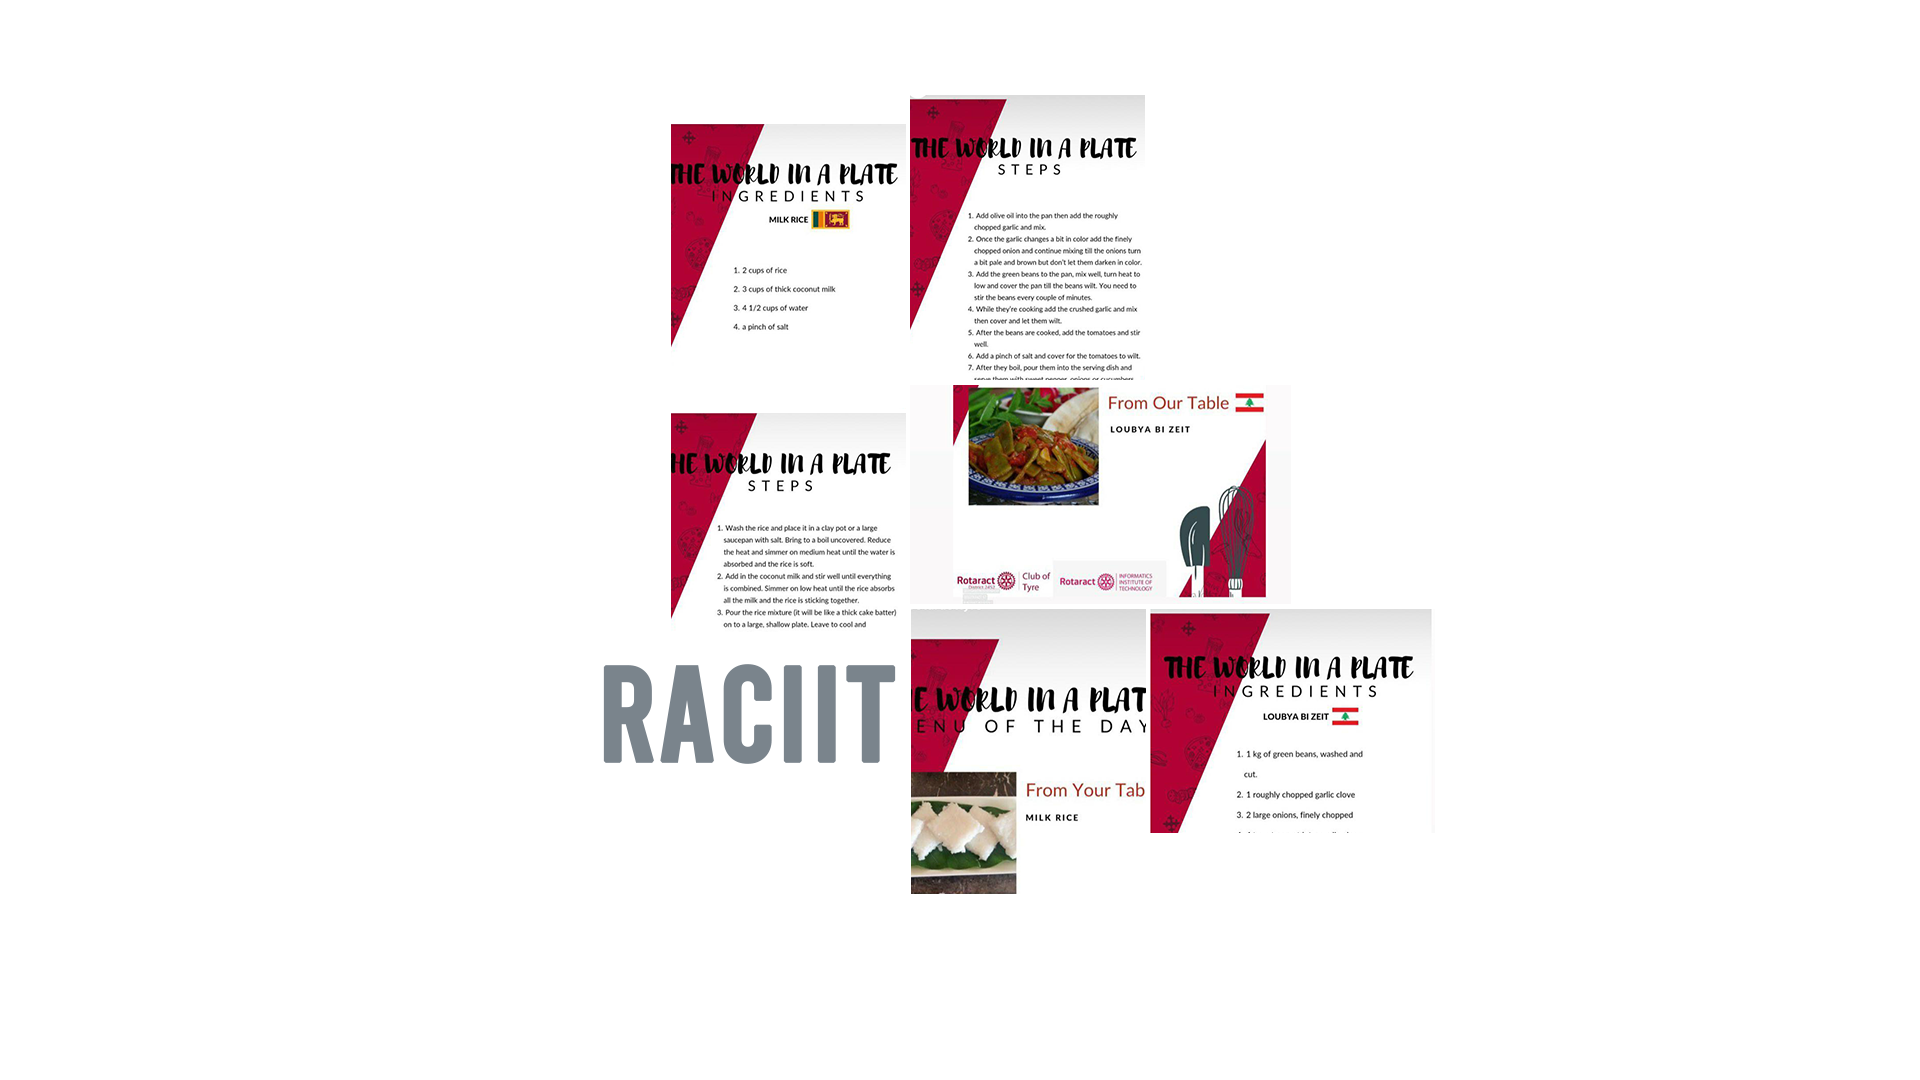 THE WORLD IN A PLATE
INGREDIENTS
MILK RICE
1. 2 cups of rice
2. 3 cups of thick coconut milk
3. 4 1/2 cups of water
4. a pinch of salt
THE WORLD IN A PLATE
STEPS
1. Add olive oil into the pan then add the roughly
chopped garlic and mix.
2. Once the garlic changes a bit in color add the finely
chopped onion and continue mixing till the onions turn
a bit pale and brown but don't let them darken in color.
3. Add the green beans to the pan, mix well, turn heat to
low and cover the pan till the beans wilt. You need to
stir the beans every couple of minutes.
4. While they're cooking add the crushed garlic and mix
then cover and let them wilt.
5. After the beans are cooked, add the tomatoes and stir
well.
6. Add a pinch of salt and cover for the tomatoes to wilt.
7. After they boil, pour them into the serving dish and
serve them with sweet pepper, onions or cucumbers
From Our Table
LOUBYA BI ZEIT
Rotaract
Club of
Tyre
Rotaract
INFORMATICS
INSTITUTE OF
TECHNOLOGY
HE WORLD IN A PLATE
STEPS
1. Wash the rice and place it in a clay pot or a large
saucepan with salt. Bring to a boil uncovered. Reduce
the heat and simmer on medium heat until the water is
absorbed and the rice is soft.
2. Add in the coconut milk and stir well until everything
is combined. Simmer on low heat until the rice absorbs
all the milk and the rice is sticking together.
3. Pour the rice mixture (it will be like a thick cake batter)
on to a large, shallow plate. Leave to cool and
RACIIT
E WORLD IN A PLAT
ENU OF THE DAY
From Your Tab
MILK RICE
THE WORLD IN A PLATE
INGREDIENTS
LOUBYA BI ZEIT
1. 1 kg of green beans, washed and
cut.
2. 1 roughly chopped garlic clove
3. 2 large onions, finely chopped